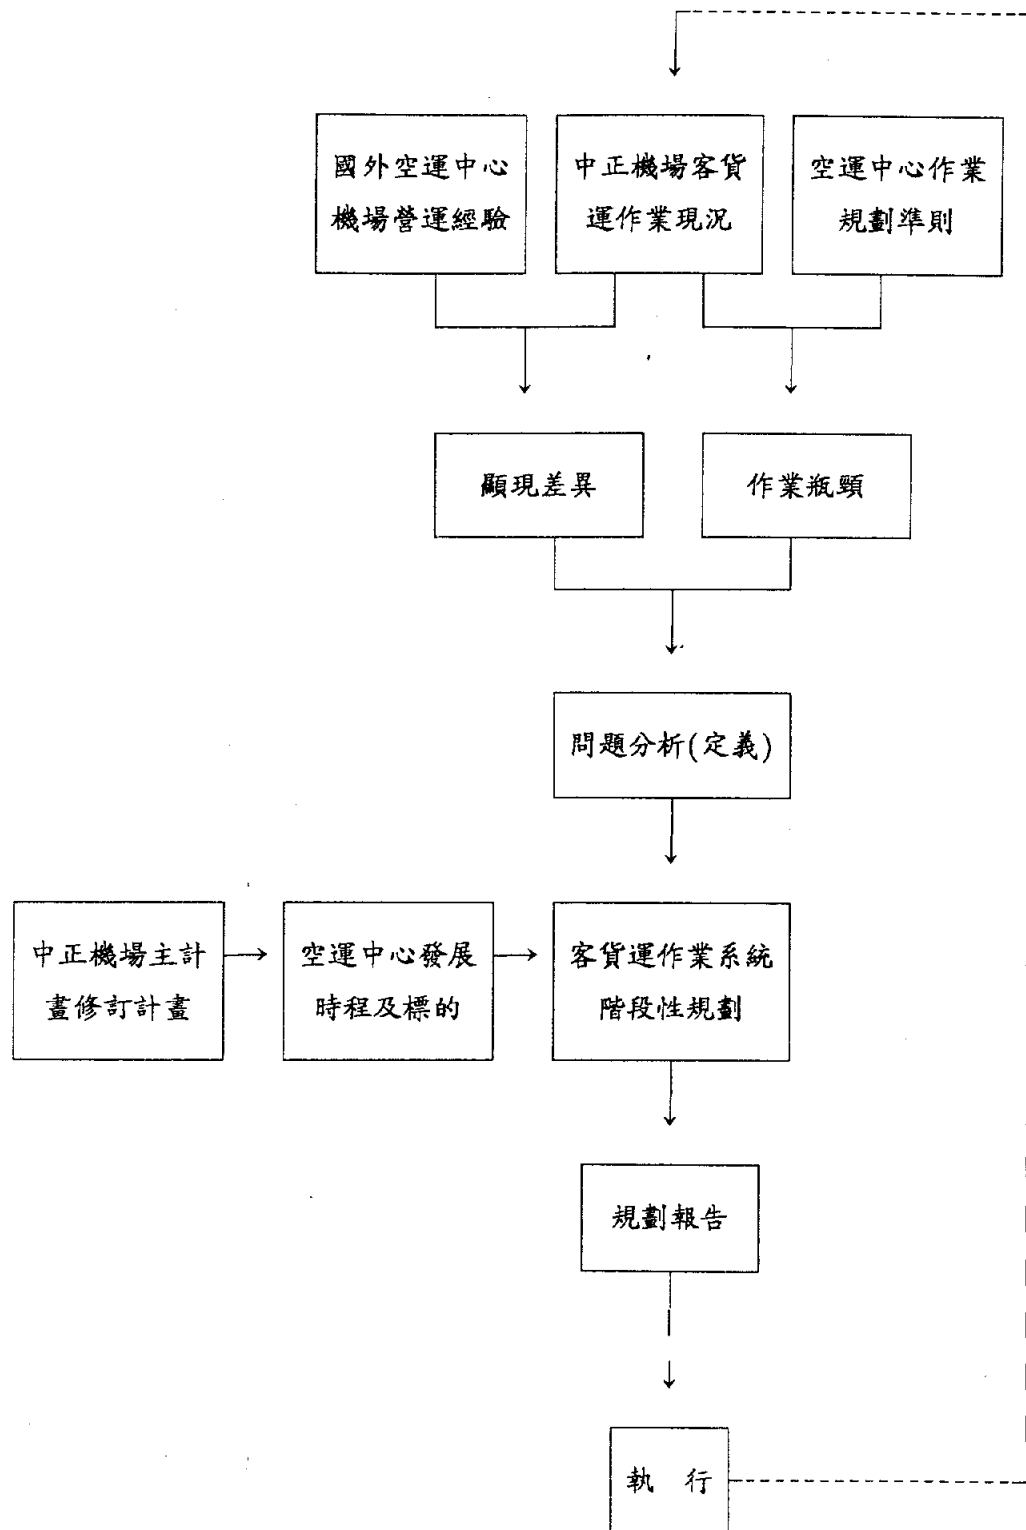 國外空運中心
機場營運經驗
中正機場客貨
運作業現況
空運中心作業
規劃準則
顯現差異
作業瓶頸
問題分析(定義)
中正機場主計
畫修訂計畫
空運中心發展
時程及標的
客貨運作業系統
階段性規劃
規劃報告
執 行